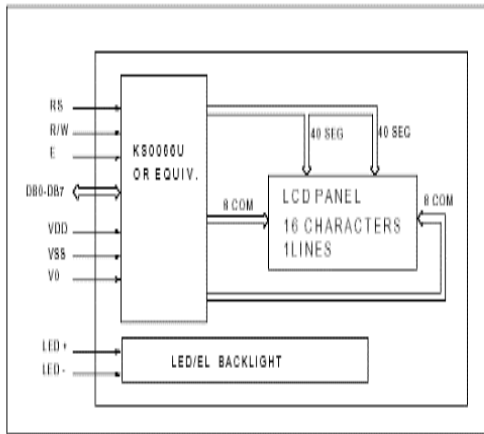 RS
R/W
E
DB0-DB7
VDD
VSS
V0
LED +
LED -
KS0066U
OR EQUIV.
40 SEG
40 SEG
8 COM
LCD PANEL
16 CHARACTERS
1LINES
8 COM
LED/EL BACKLIGHT